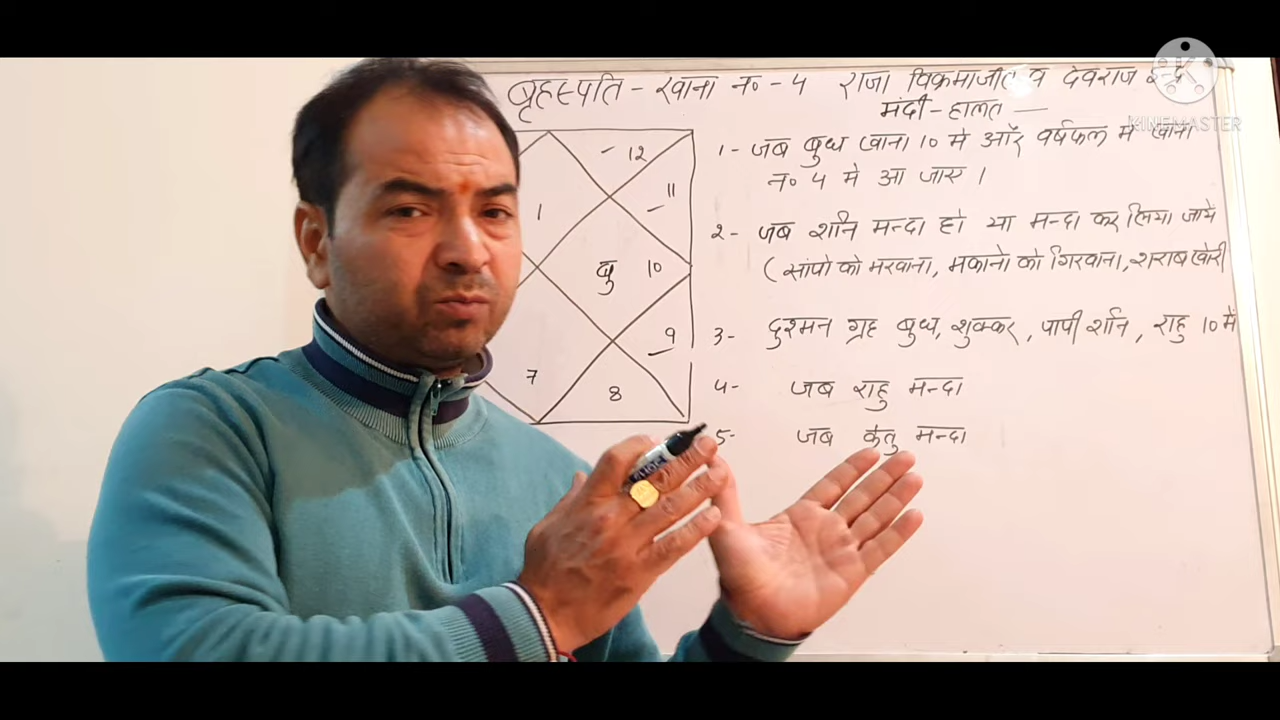 बृहस्पति - खाना न० - 4 राजा विक्रमाजीत व देवराज इन्द्र
मंदी - हालत —
KINEMASTER
1 - जब बुध खाना 10 मे और वर्षफल मे खाना
न० 4 मे आ जाए ।
2 - जब शनि मन्दा हो या मन्दा कर लिया जाये
(सांपो को मरवाना, मकानो को गिरवाना, शराब खोरी
3 - दुश्मन ग्रह बुध, शुक्कर, पापी शनि, राहु 10 में
4 - जब राहु मन्दा
5 - जब केतु मन्दा
12
11
1
बु 10
9
7
8